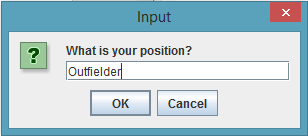 Input
What is your position?
Outfielder
OK Cancel